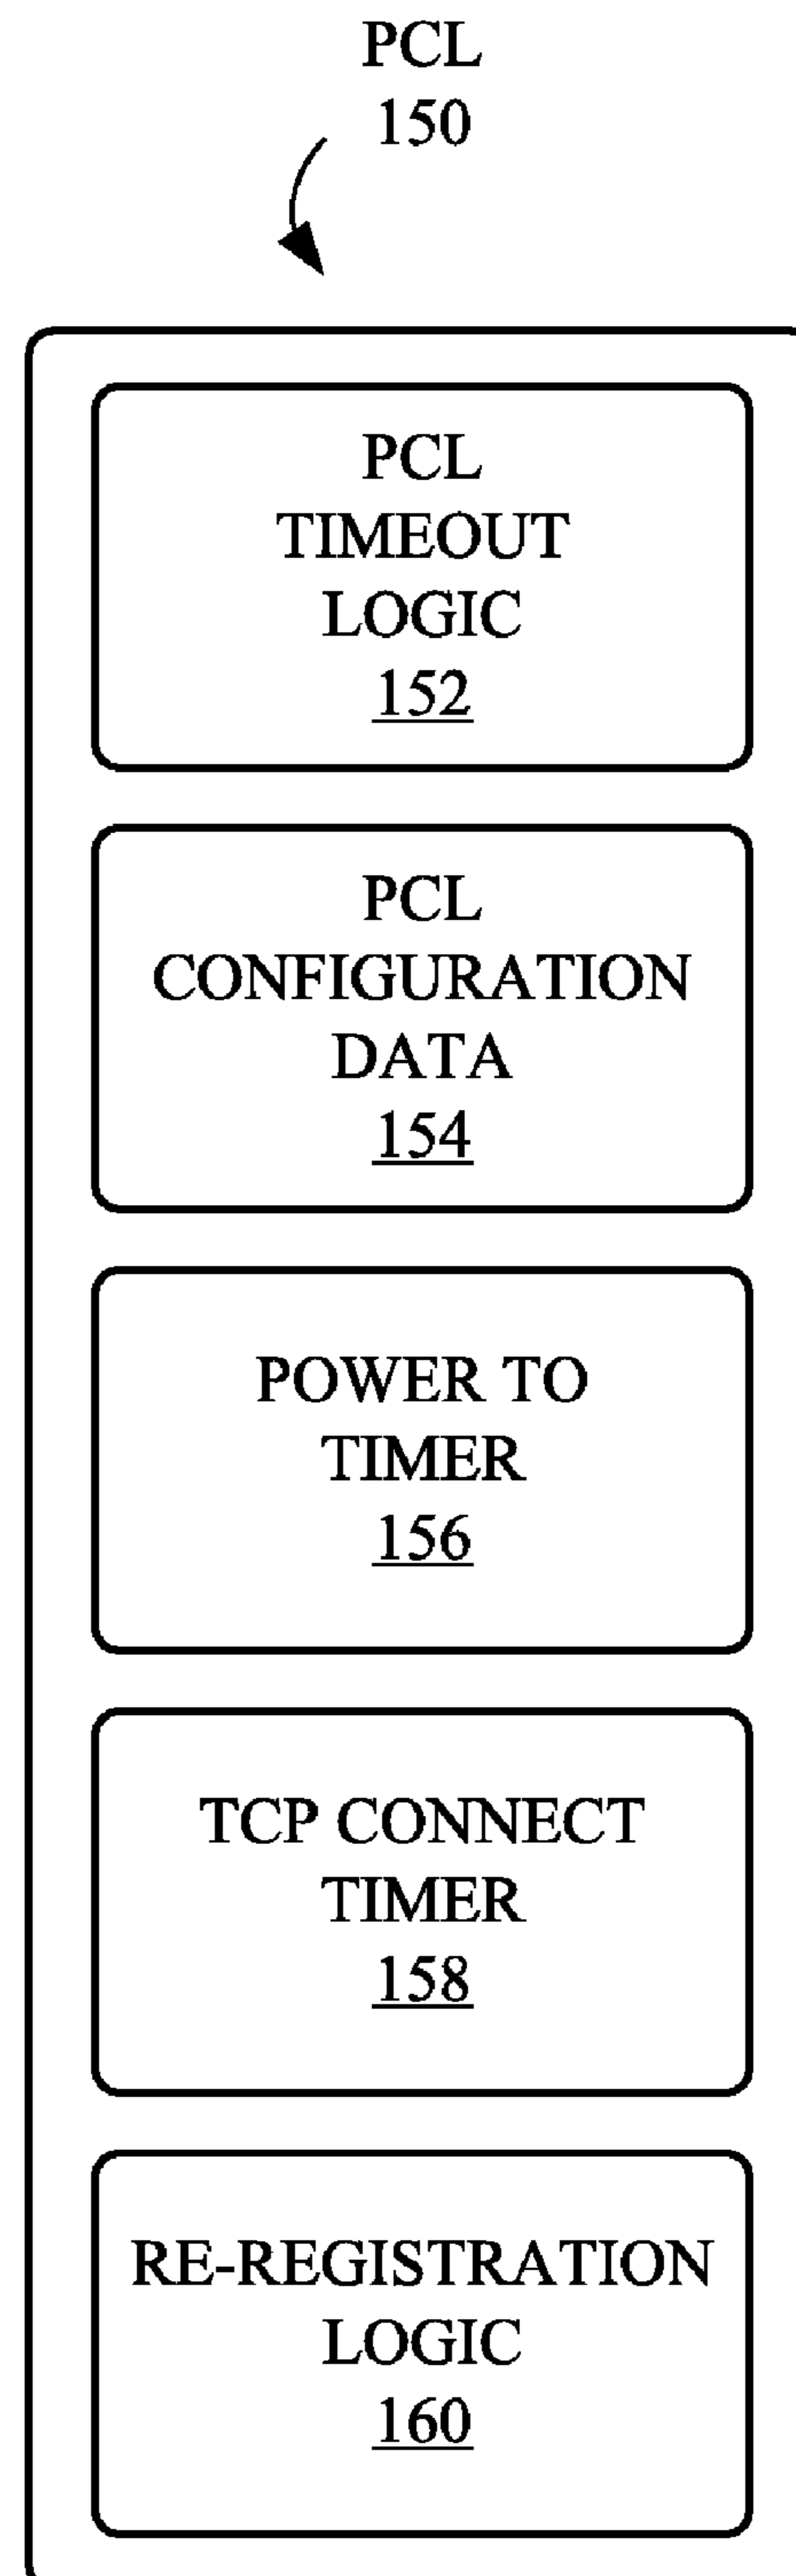 PCL
150
PCL
TIMEOUT
LOGIC
152
PCL
CONFIGURATION
DATA
154
POWER TO
TIMER
156
TCP CONNECT
TIMER
158
RE-REGISTRATION
LOGIC
160